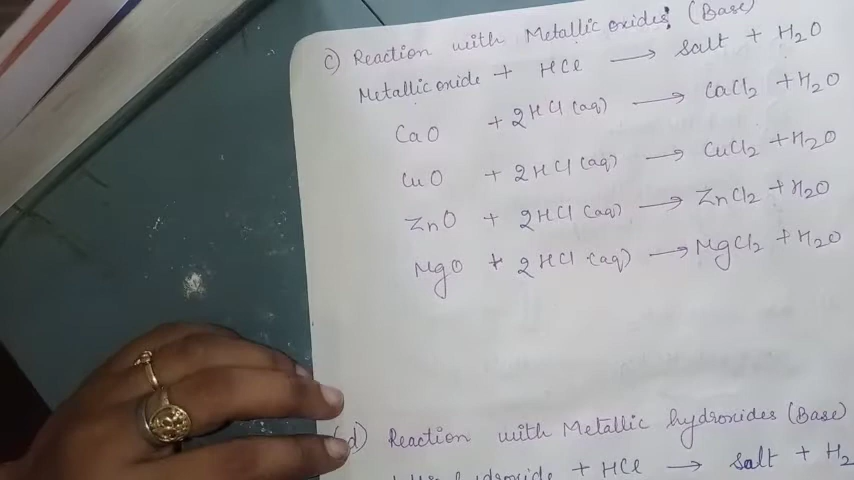 c) Reaction with Metallic oxides: (Base)
Metallic oxide + HCl → salt + H2O
CaO + 2HCl (aq) → CaCl2 + H2O
CuO + 2HCl (aq) → CuCl2 + H2O
ZnO + 2HCl (aq) → ZnCl2 + H2O
MgO + 2HCl (aq) → MgCl2 + H2O
(d) Reaction with Metallic hydroxides (Base)
+ HCl → salt + H2